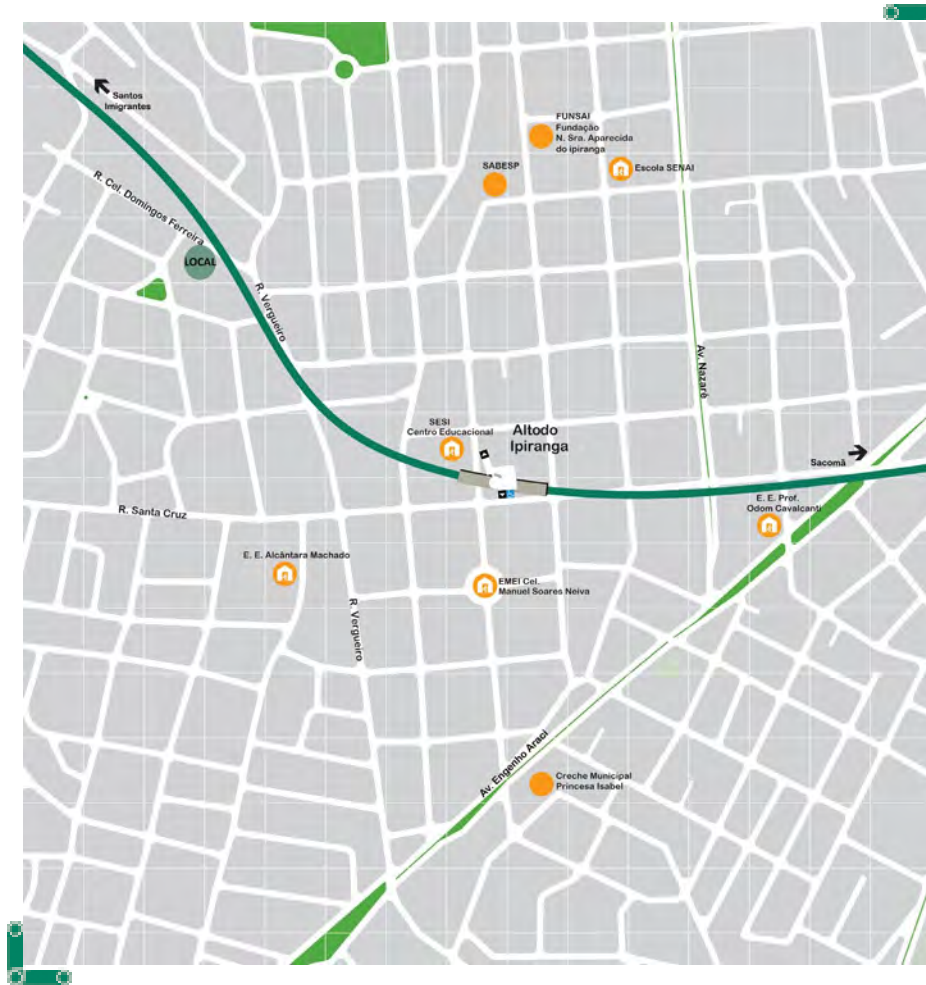 Santos
Imigrantes
FUNSAI
Fundação
N. Sra. Aparecida
do ipiranga
SABESP
Escola SENAI
R. Cel. Domingos Ferreira
LOCAL
R. Vergueiro
Av. Nazaré
SESI
Centro Educacional
Altodo
Ipiranga
Sacomã
E. E. Prof.
Odom Cavalcanti
R. Santa Cruz
E. E. Alcântara Machado
EMEI Cel.
Manuel Soares Neiva
R. Vergueiro
Av. Engenho Araci
Creche Municipal
Princesa Isabel